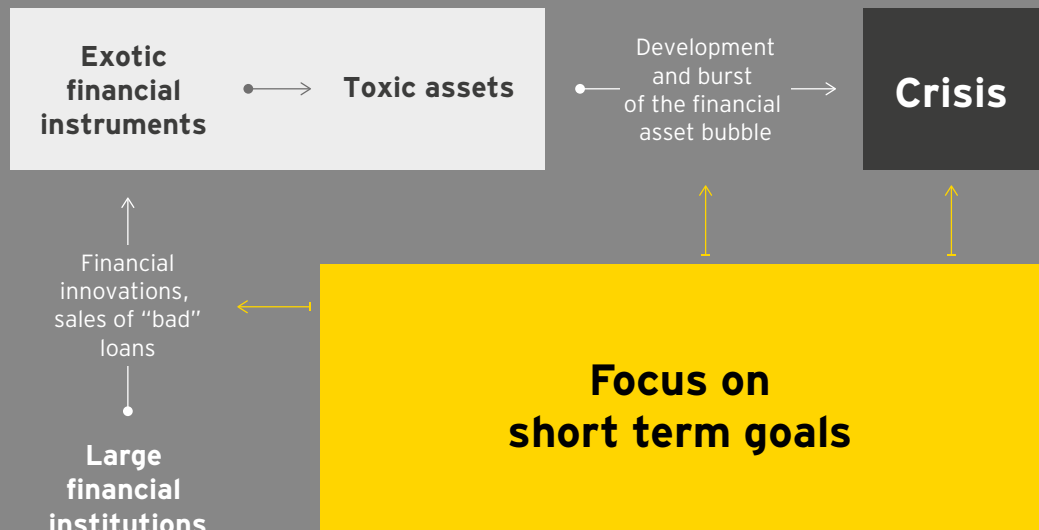 Exotic
financial
instruments
Toxic assets
Development
and burst
of the financial
asset bubble
Crisis
Financial
innovations,
sales of “bad”
loans
Focus on
short term goals
Large
financial
institutions